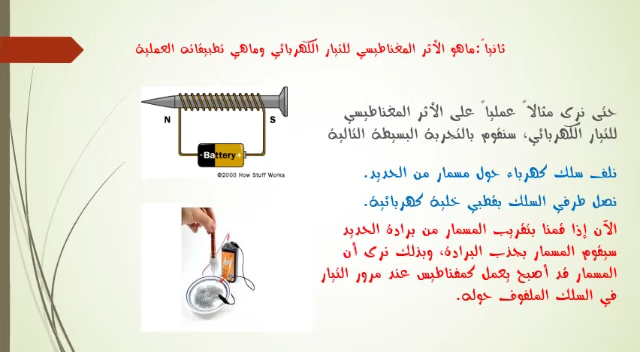 ثانياً :ماهو الأثر المغناطيسي للتيار الكهربائي وماهي تطبيقاته العملية
N
S
Battery
©2000 How Stuff Works
حتى نرى مثالاً عملياً على الأثر المغناطيسي
للتيار الكهربائي، سنقوم بالتجربة البسيطة التالية
نلف سلك كهرباء حول مسمار من الحديد.
نصل طرفي السلك بقطبي خلية كهربائية.
الآن إذا قمنا بتقريب المسمار من برادة الحديد
سيقوم المسمار بجذب البرادة، وبذلك نرى أن
المسمار قد أصبح يعمل كمغناطيس عند مرور التيار
في السلك الملفوف حوله.